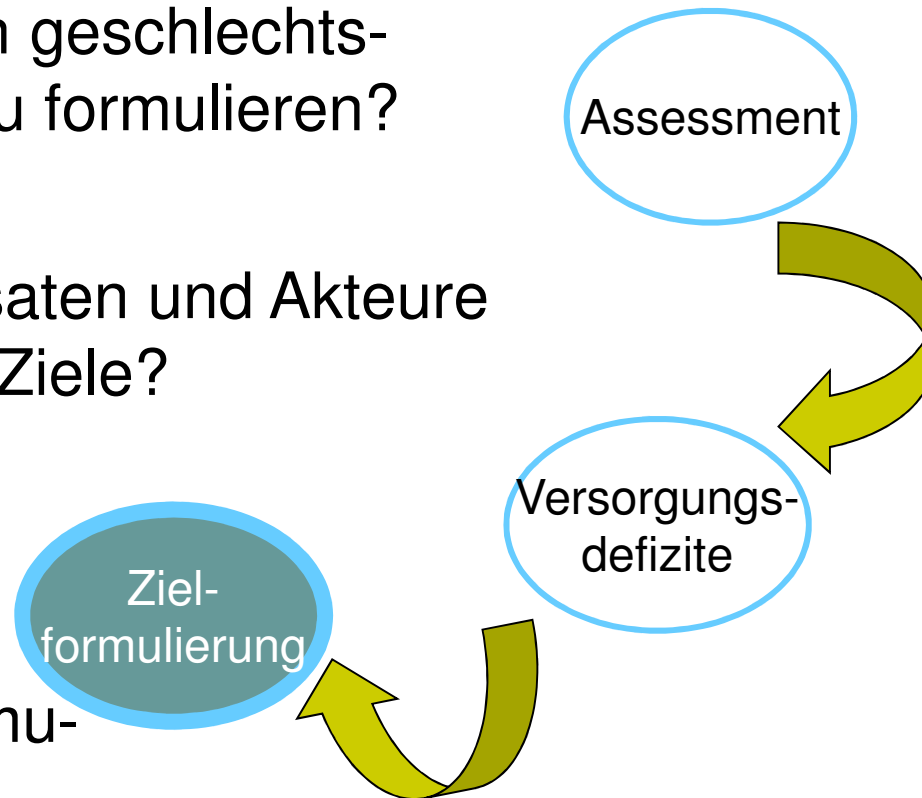 geschlechts-
u formulieren?
Assessment
saten und Akteure
Ziele?
Versorgungs-
defizite
Ziel-
formulierung
nu-